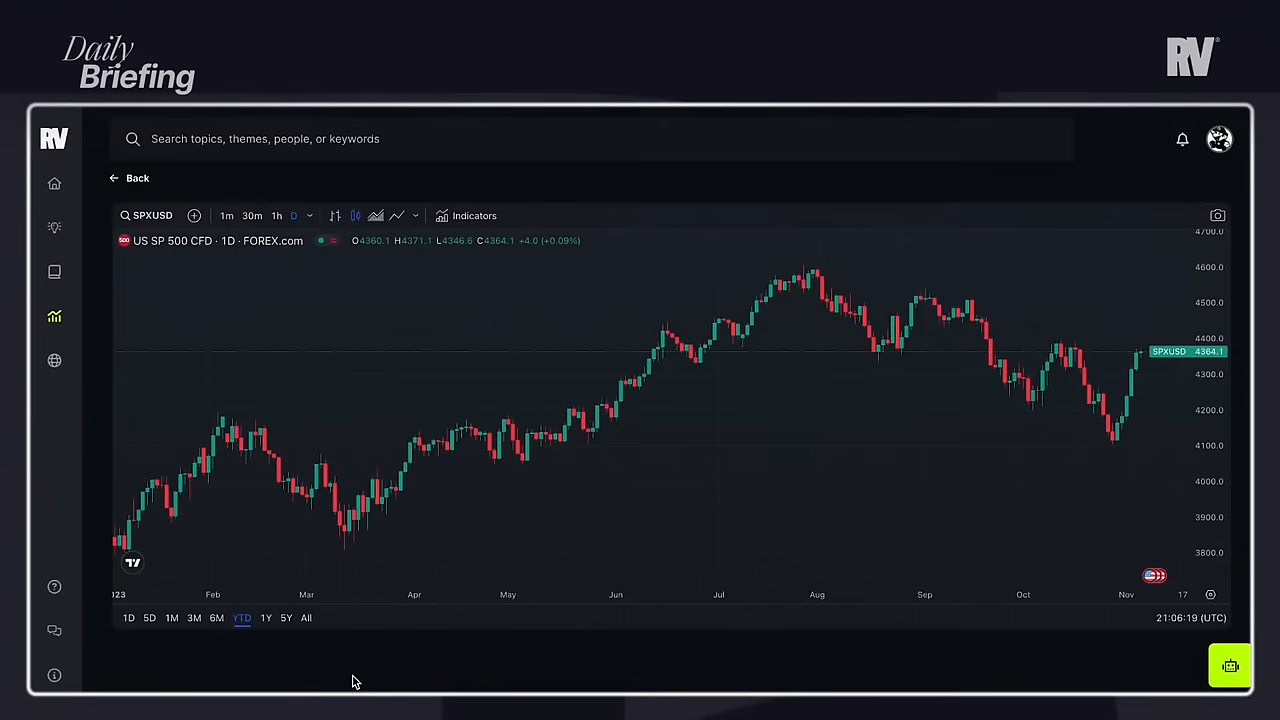 Daily
Briefing
RV
RV
Search topics, themes, people, or keywords
Back
SPXUSD
1m 30m 1h D
Indicators
500 US SP 500 CFD · 1D · FOREX.com O4360.1 H4371.1 L4346.6 C4364.1 +4.0 (+0.09%)
4700.0
4600.0
4500.0
4400.0
SPXUSD 4364.1
4300.0
4200.0
4100.0
4000.0
3900.0
3800.0
023 Feb Mar Apr May Jun Jul Aug Sep Oct Nov 17
1D 5D 1M 3M 6M YTD 1Y 5Y All
21:06:19 (UTC)